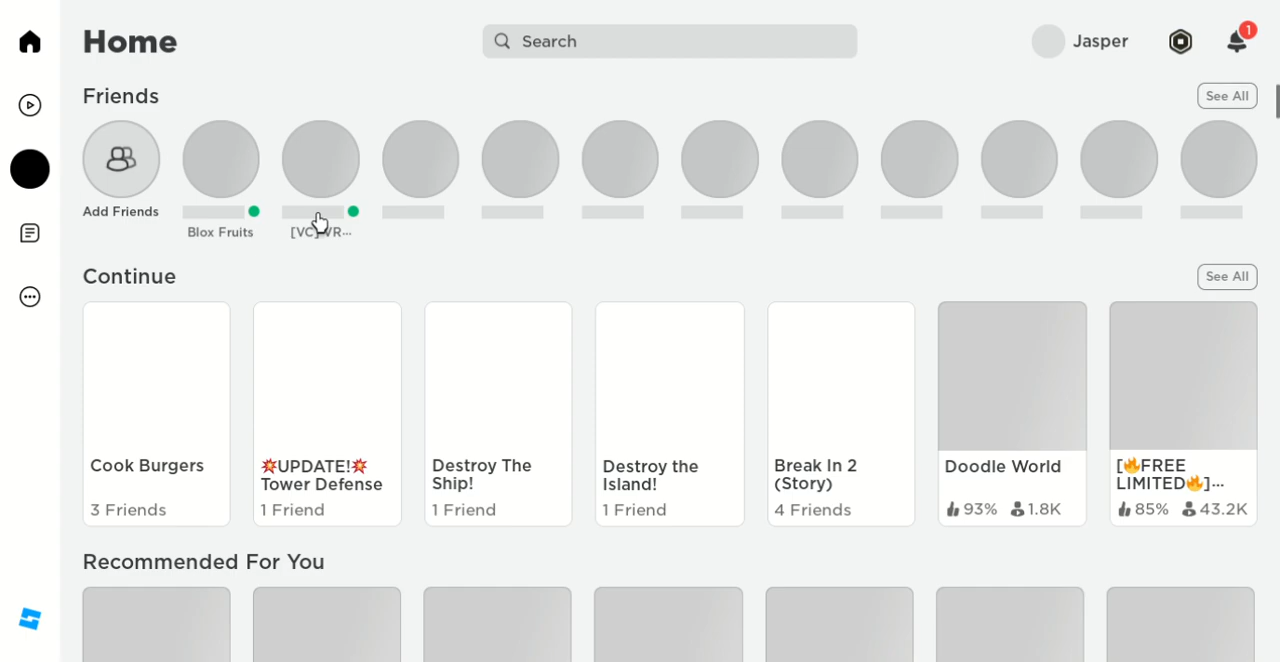 Home
Search
Jasper
1
Friends
See All
Add Friends
Blox Fruits
[VC] VR...
Continue
See All
Cook Burgers
3 Friends
💥UPDATE!💥
Tower Defense
1 Friend
Destroy The
Ship!
1 Friend
Destroy the
Island!
1 Friend
Break In 2
(Story)
4 Friends
Doodle World
93% 1.8K
[🔥FREE
LIMITED🔥]...
85% 43.2K
Recommended For You